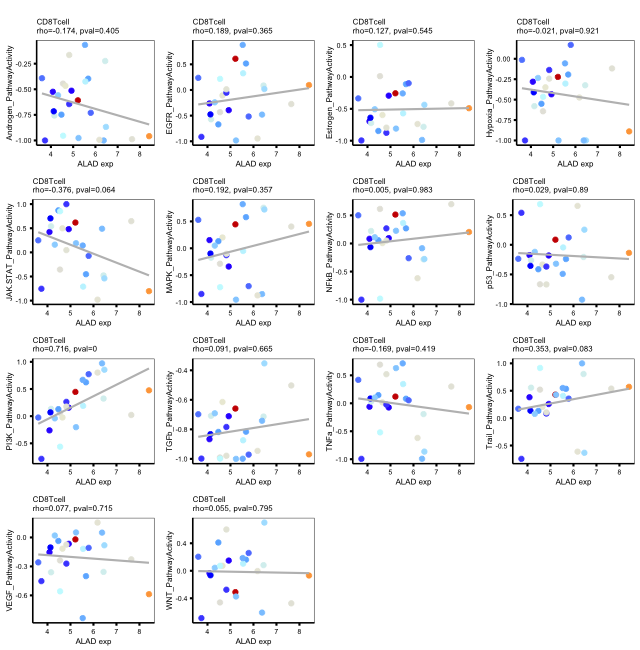 CD8Tcell
rho=-0.174, pval=0.405
Androgen_PathwayActivity
-0.25
-0.50
-0.75
-1.00
4 5 6 7 8
ALAD exp
CD8Tcell
rho=0.189, pval=0.365
EGFR_PathwayActivity
0.5
0.0
-0.5
-1.0
4 5 6 7 8
ALAD exp
CD8Tcell
rho=0.127, pval=0.545
Estrogen_PathwayActivity
0.5
0.0
-0.5
-1.0
4 5 6 7 8
ALAD exp
CD8Tcell
rho=-0.021, pval=0.921
Hypoxia_PathwayActivity
0.00
-0.50
-1.00
4 5 6 7 8
ALAD exp
CD8Tcell
rho=-0.376, pval=0.064
JAK-STAT_PathwayActivity
1.0
0.5
0.0
-0.5
-1.0
4 5 6 7 8
ALAD exp
CD8Tcell
rho=0.192, pval=0.357
MAPK_PathwayActivity
0.5
0.0
-0.5
-1.0
4 5 6 7 8
ALAD exp
CD8Tcell
rho=0.005, pval=0.983
NFkB_PathwayActivity
0.5
0.0
-0.5
-1.0
4 5 6 7 8
ALAD exp
CD8Tcell
rho=0.029, pval=0.89
p53_PathwayActivity
0.5
0.0
-0.5
-1.0
4 5 6 7 8
ALAD exp
CD8Tcell
rho=0.716, pval=0
PI3K_PathwayActivity
1.0
0.5
0.0
-0.5
4 5 6 7 8
ALAD exp
CD8Tcell
rho=0.091, pval=0.665
TGFb_PathwayActivity
-0.4
-0.6
-0.8
-1.0
4 5 6 7 8
ALAD exp
CD8Tcell
rho=-0.169, pval=0.419
TNFa_PathwayActivity
0.5
0.0
-0.5
-1.0
4 5 6 7 8
ALAD exp
CD8Tcell
rho=0.353, pval=0.083
Trail_PathwayActivity
1.0
0.5
0.0
-0.5
4 5 6 7 8
ALAD exp
CD8Tcell
rho=0.077, pval=0.715
VEGF_PathwayActivity
0.0
-0.3
-0.6
4 5 6 7 8
ALAD exp
CD8Tcell
rho=0.055, pval=0.795
WNT_PathwayActivity
0.4
0.0
-0.4
4 5 6 7 8
ALAD exp